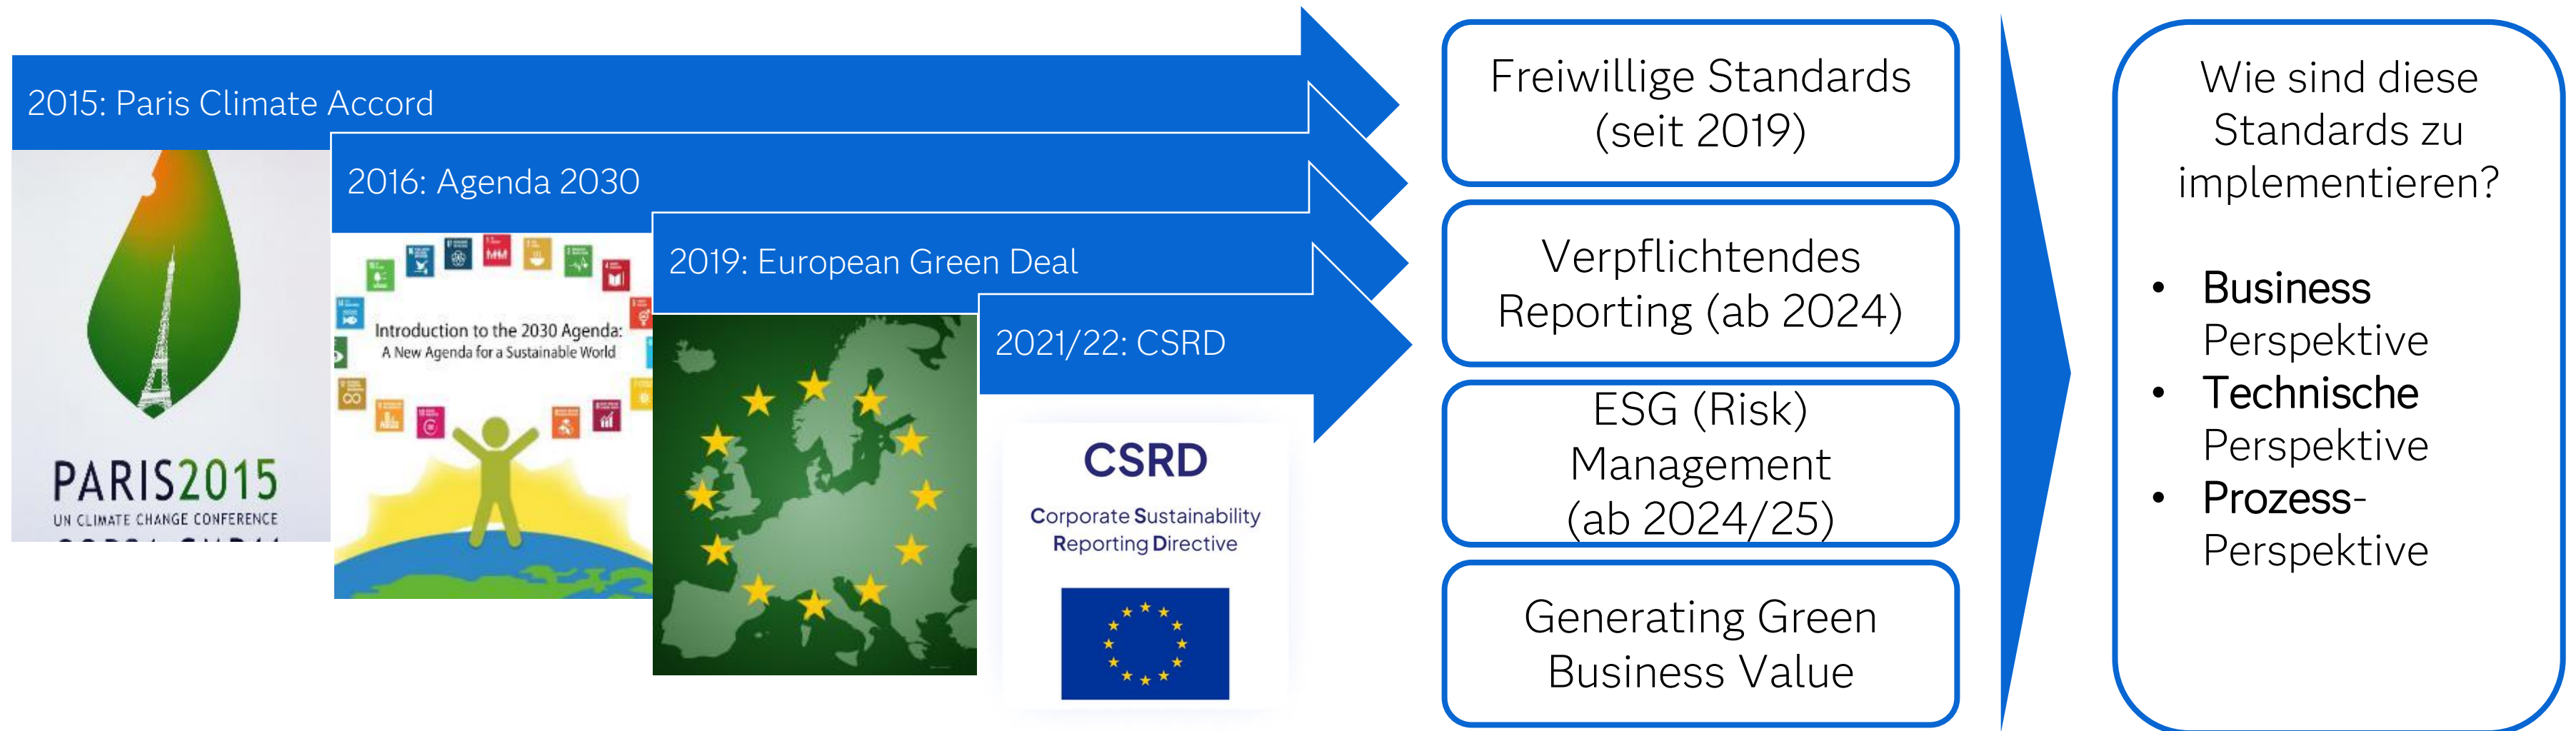 2015: Paris Climate Accord
PARIS2015
UN CLIMATE CHANGE CONFERENCE
2016: Agenda 2030
Introduction to the 2030 Agenda:
A New Agenda for a Sustainable World
2019: European Green Deal
2021/22: CSRD
CSRD
Corporate Sustainability
Reporting Directive
Freiwillige Standards
(seit 2019)
Verpflichtendes
Reporting (ab 2024)
ESG (Risk)
Management
(ab 2024/25)
Generating Green
Business Value
Wie sind diese
Standards zu
implementieren?
• Business
Perspektive
• Technische
Perspektive
• Prozess-
Perspektive